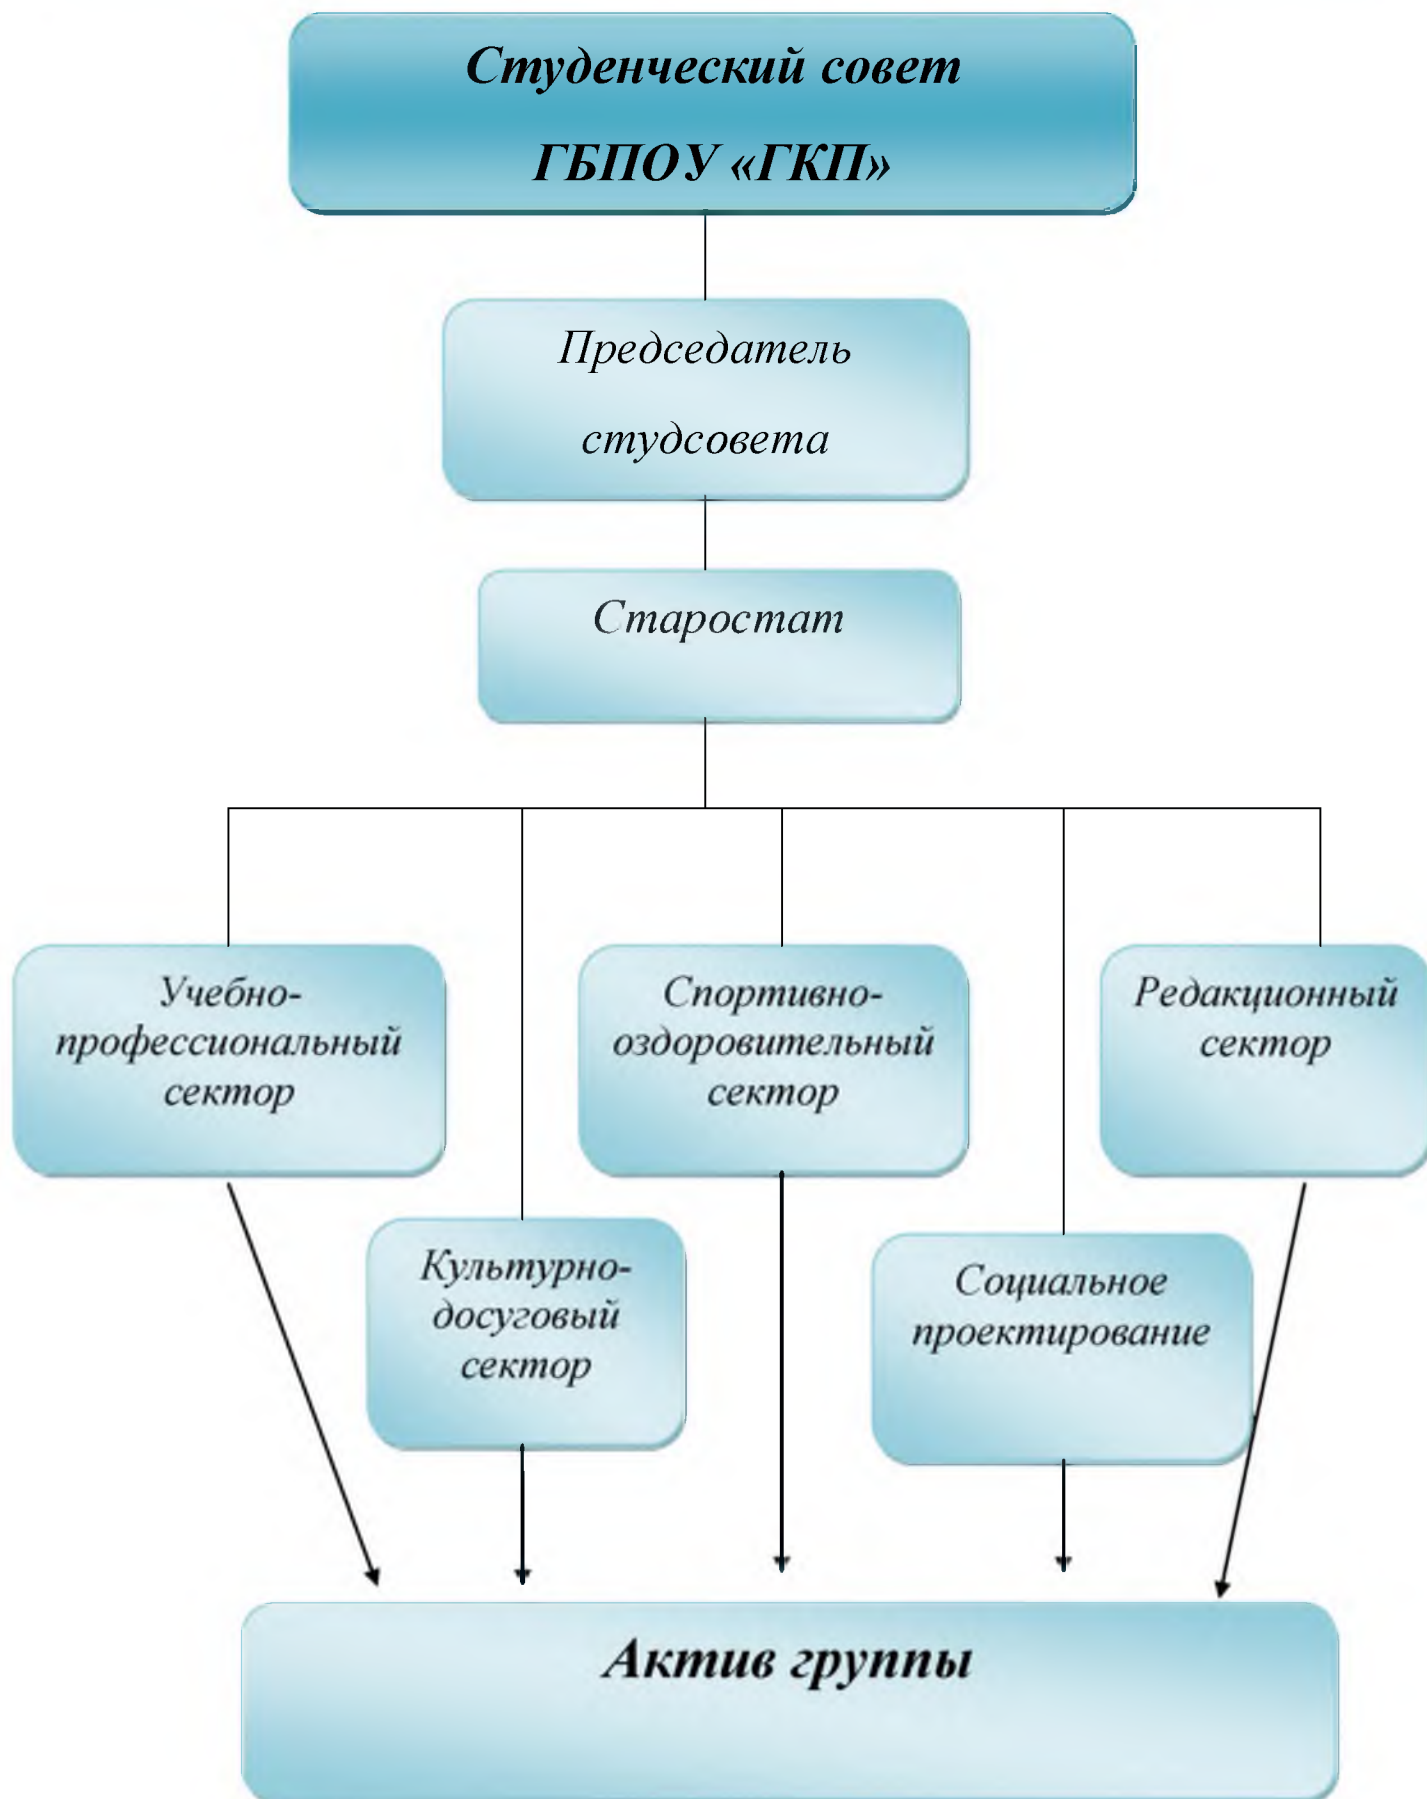 Студенческий совет
ГБПОУ «ГКП»
Председатель
студсовета
Старостат
Учебно-
профессиональный
сектор
Спортивно-
оздоровительный
сектор
Редакционный
сектор
Культурно-
досуговый
сектор
Социальное
проектирование
Актив группы